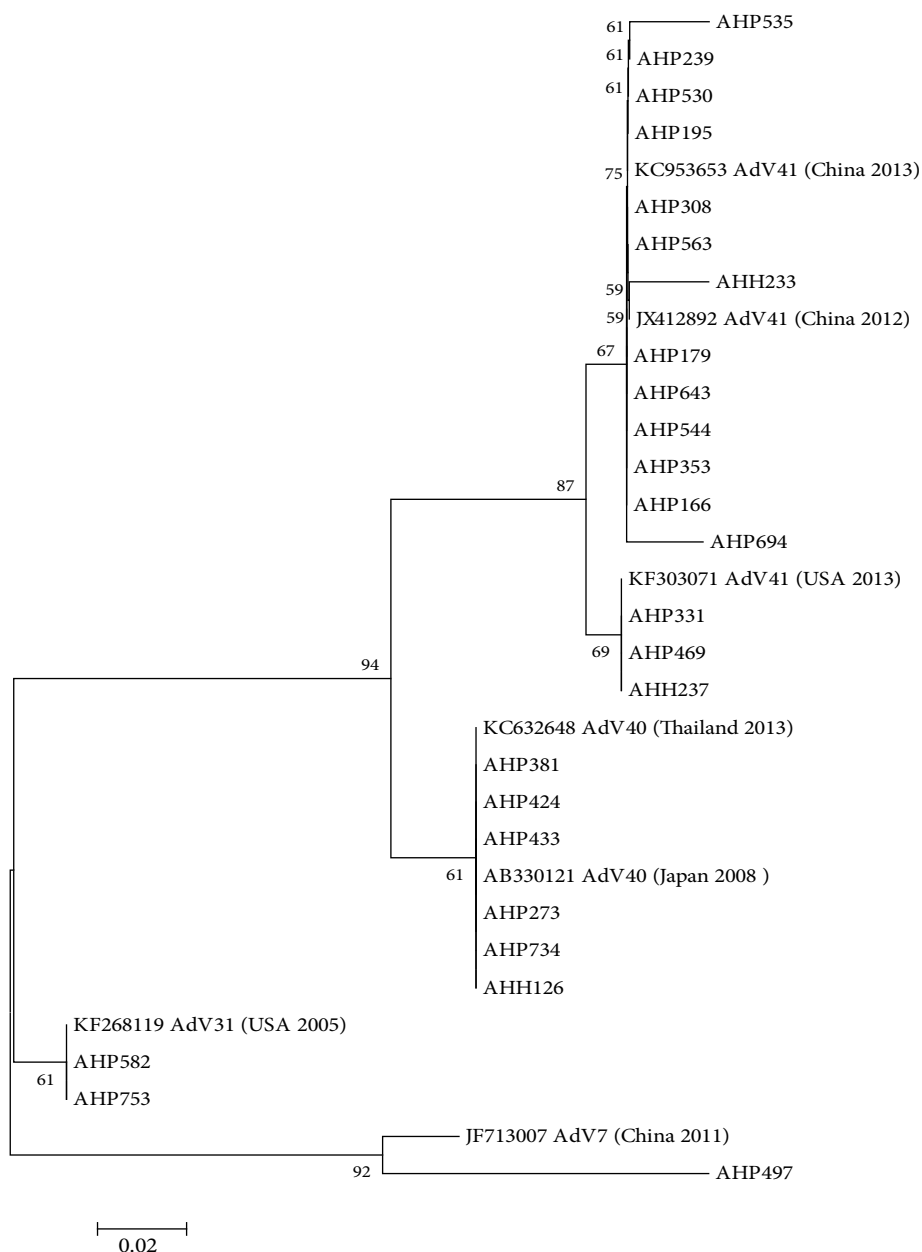 61
AHP535
61
AHP239
61
AHP530
AHP195
75
KC953653 AdV41 (China 2013)
AHP308
AHP563
AHH233
59
59
JX412892 AdV41 (China 2012)
67
AHP179
AHP643
AHP544
AHP353
AHP166
87
AHP694
KF303071 AdV41 (USA 2013)
AHP331
69
AHP469
94
AHH237
KC632648 AdV40 (Thailand 2013)
AHP381
AHP424
AHP433
61
AB330121 AdV40 (Japan 2008 )
AHP273
AHP734
AHH126
KF268119 AdV31 (USA 2005)
AHP582
61
AHP753
JF713007 AdV7 (China 2011)
92
AHP497
0.02